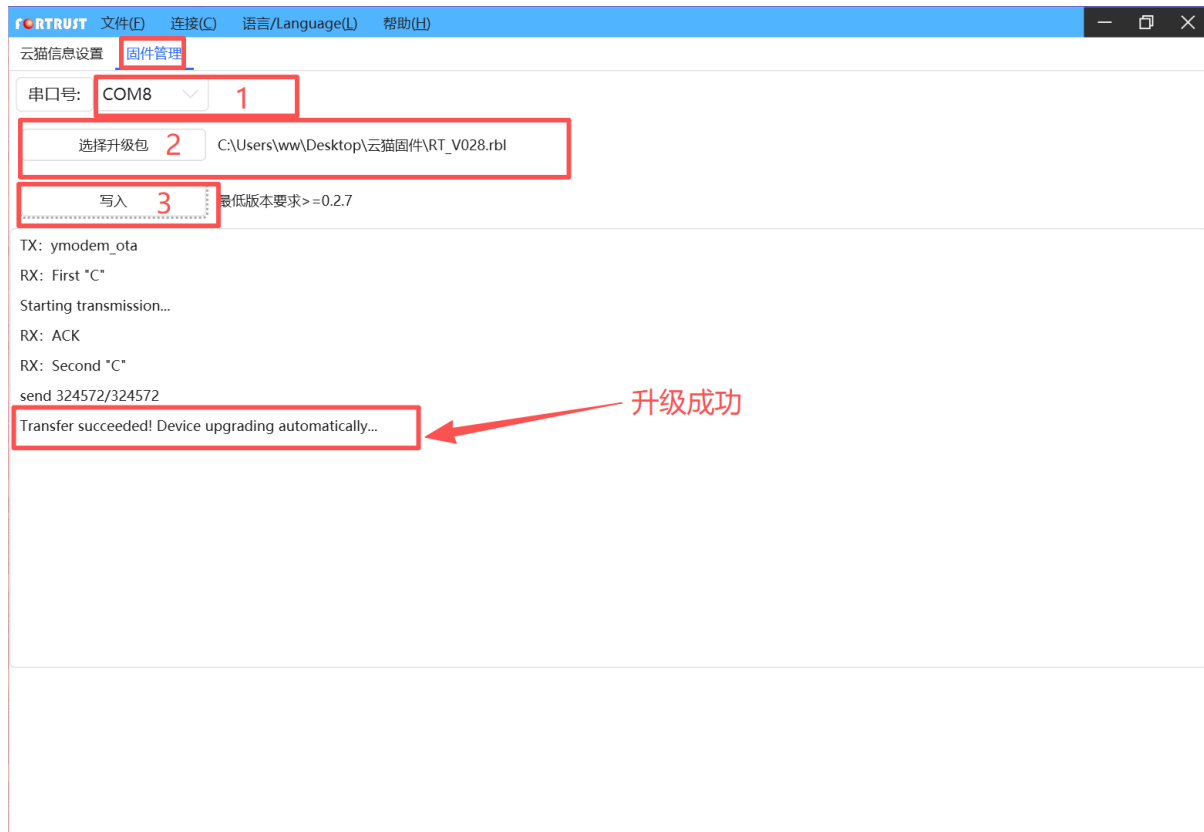 FORTRUST 文件(F) 连接(C) 语言/Language(L) 帮助(H)
云猫信息设置 固件管理
串口号: COM8 1
选择升级包 2 C:\Users\ww\Desktop\云猫固件\RT_V028.rbl
写入 3 最低版本要求>=0.2.7
TX: ymodem_ota
RX: First "C"
Starting transmission...
RX: ACK
RX: Second "C"
send 324572/324572
升级成功
Transfer succeeded! Device upgrading automatically...